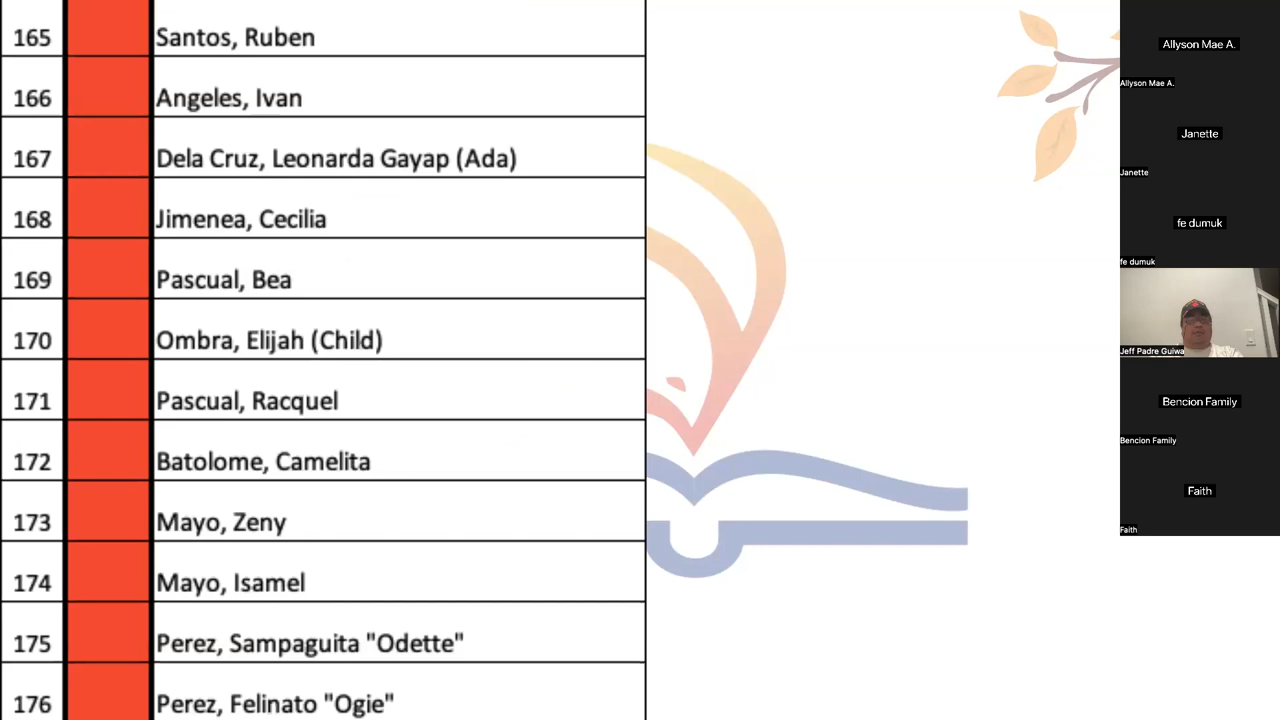 165 Santos, Ruben
166 Angeles, Ivan
167 Dela Cruz, Leonarda Gayap (Ada)
168 Jimenea, Cecilia
169 Pascual, Bea
170 Ombra, Elijah (Child)
171 Pascual, Racquel
172 Batolome, Camelita
173 Mayo, Zeny
174 Mayo, Isamel
175 Perez, Sampaguita "Odette"
176 Perez, Felinato "Ogie"
Allyson Mae A.
Allyson Mae A.
Janette
Janette
fe dumuk
fe dumuk
Jeff Padre Guiwa
Bencion Family
Bencion Family
Faith
Faith